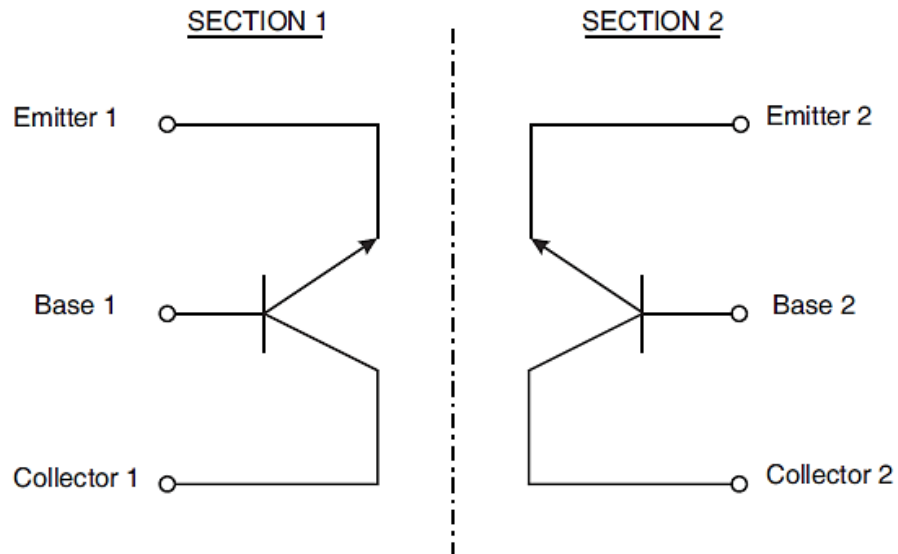 SECTION 1
SECTION 2
Emitter 1
Emitter 2
Base 1
Base 2
Collector 1
Collector 2